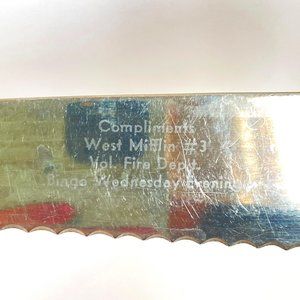 Compliments
West Mifflin #3
Vol. Fire Dept.
Bingo Wednesday Evening